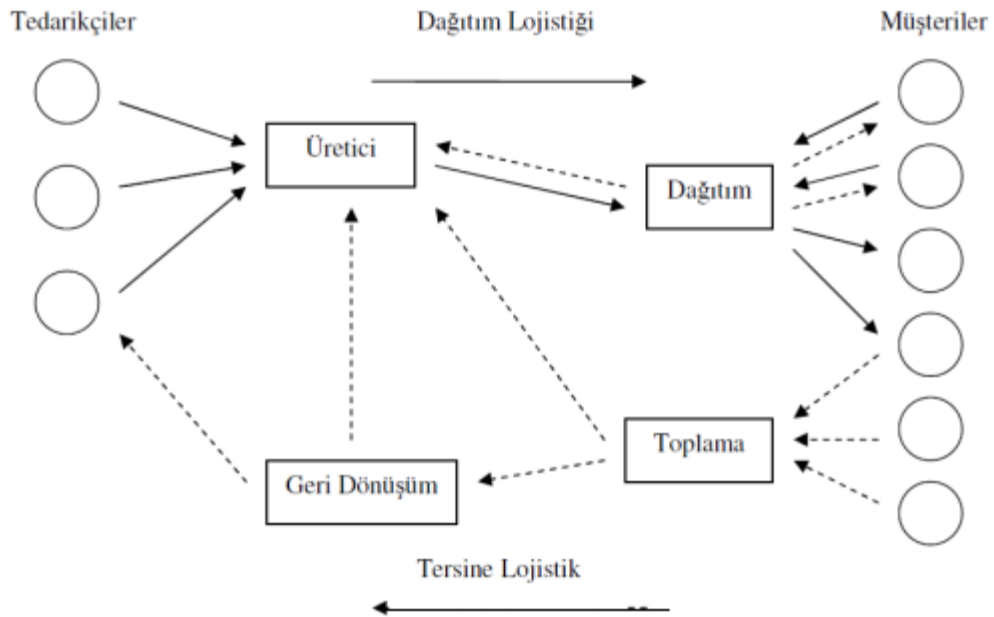 Tedarikçiler
Dağıtım Lojistiği
Müşteriler
Üretici
Dağıtım
Toplama
Geri Dönüşüm
Tersine Lojistik